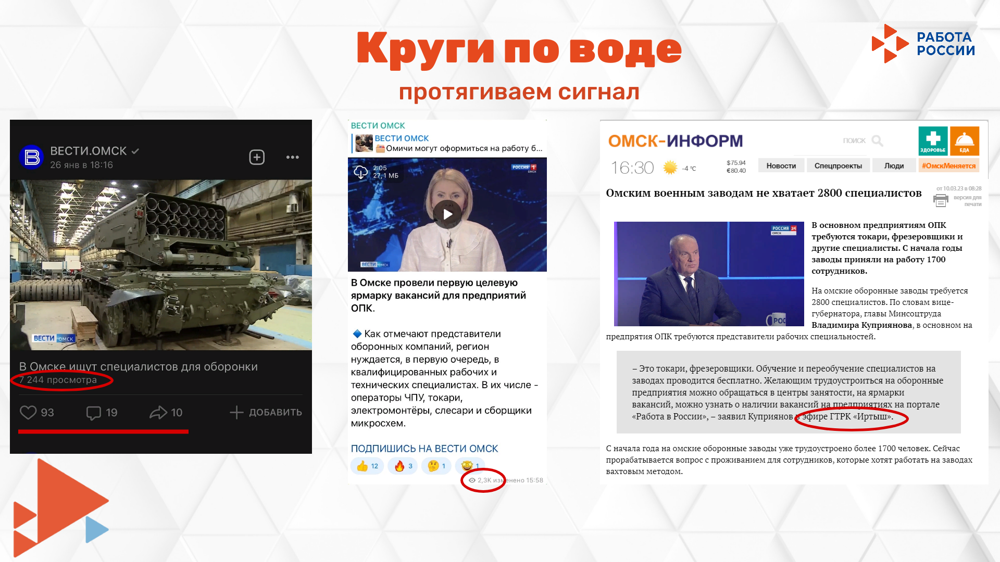 Круги по воде
протягиваем сигнал
РАБОТА
РОССИИ
ВЕСТИ.ОМСК
26 янв в 18:16
ВЕСТИ ОМСК
В Омске ищут специалистов для оборонки
7 244 просмотра
93
19
10
ДОБАВИТЬ
ВЕСТИ ОМСК
ВЕСТИ ОМСК
Омичи могут оформиться на работу б...
2:05
27,1 МБ
РОССИЯ 1
ОМСК
ВЕСТИ ОМСК
В Омске провели первую целевую
ярмарку вакансий для предприятий
ОПК.
Как отмечают представители
оборонных компаний, регион
нуждается, в первую очередь, в
квалифицированных рабочих и
технических специалистах. В их числе -
операторы ЧПУ, токари,
электромонтёры, слесари и сборщики
микросхем.
ПОДПИШИСЬ НА ВЕСТИ ОМСК
12
3
1
1
2,3K изменено 15:58
ОМСК-ИНФОРМ
ПОИСК
ЗДОРОВЬЕ
ЕДА
16:30
-4 °C
$75.94
€80.40
Новости
Спецпроекты
Люди
#ОмскМеняется
Омским военным заводам не хватает 2800 специалистов
от 10.03.23 в 08:28
версия для
печати
РОССИЯ 24
ОМСК
РОС
В основном предприятиям ОПК
требуются токари, фрезеровщики и
другие специалисты. С начала годы
заводы приняли на работу 1700
сотрудников.
На омские оборонные заводы требуется
2800 специалистов. По словам вице-
губернатора, главы Минсоцтруда
Владимира Куприянова, в основном на
предпрятия ОПК требуются представители рабочих специальностей.
– Это токари, фрезеровщики. Обучение и переобучение специалистов на
заводах проводится бесплатно. Желающим трудоустроиться на оборонные
предприятия можно обращаться в центры занятости, на ярмарки
вакансий, можно узнать о наличии вакансий на предприятиях на портале
«Работа в России», – заявил Куприянов в эфире ГТРК «Иртыш».
С начала года на омские оборонные заводы уже трудоустроено более 1700 человек. Сейчас
прорабатывается вопрос с проживанием для сотрудников, которые хотят работать на заводах
вахтовым методом.